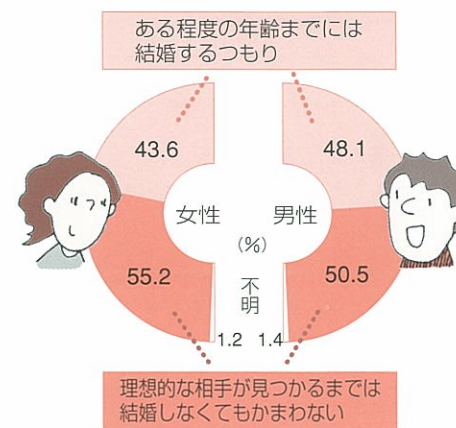 ある程度の年齢までには
結婚するつもり
43.6
48.1
女性
男性
(%)
55.2
50.5
不明
1.2
1.4
理想的な相手が見つかるまでは
結婚しなくてもかまわない